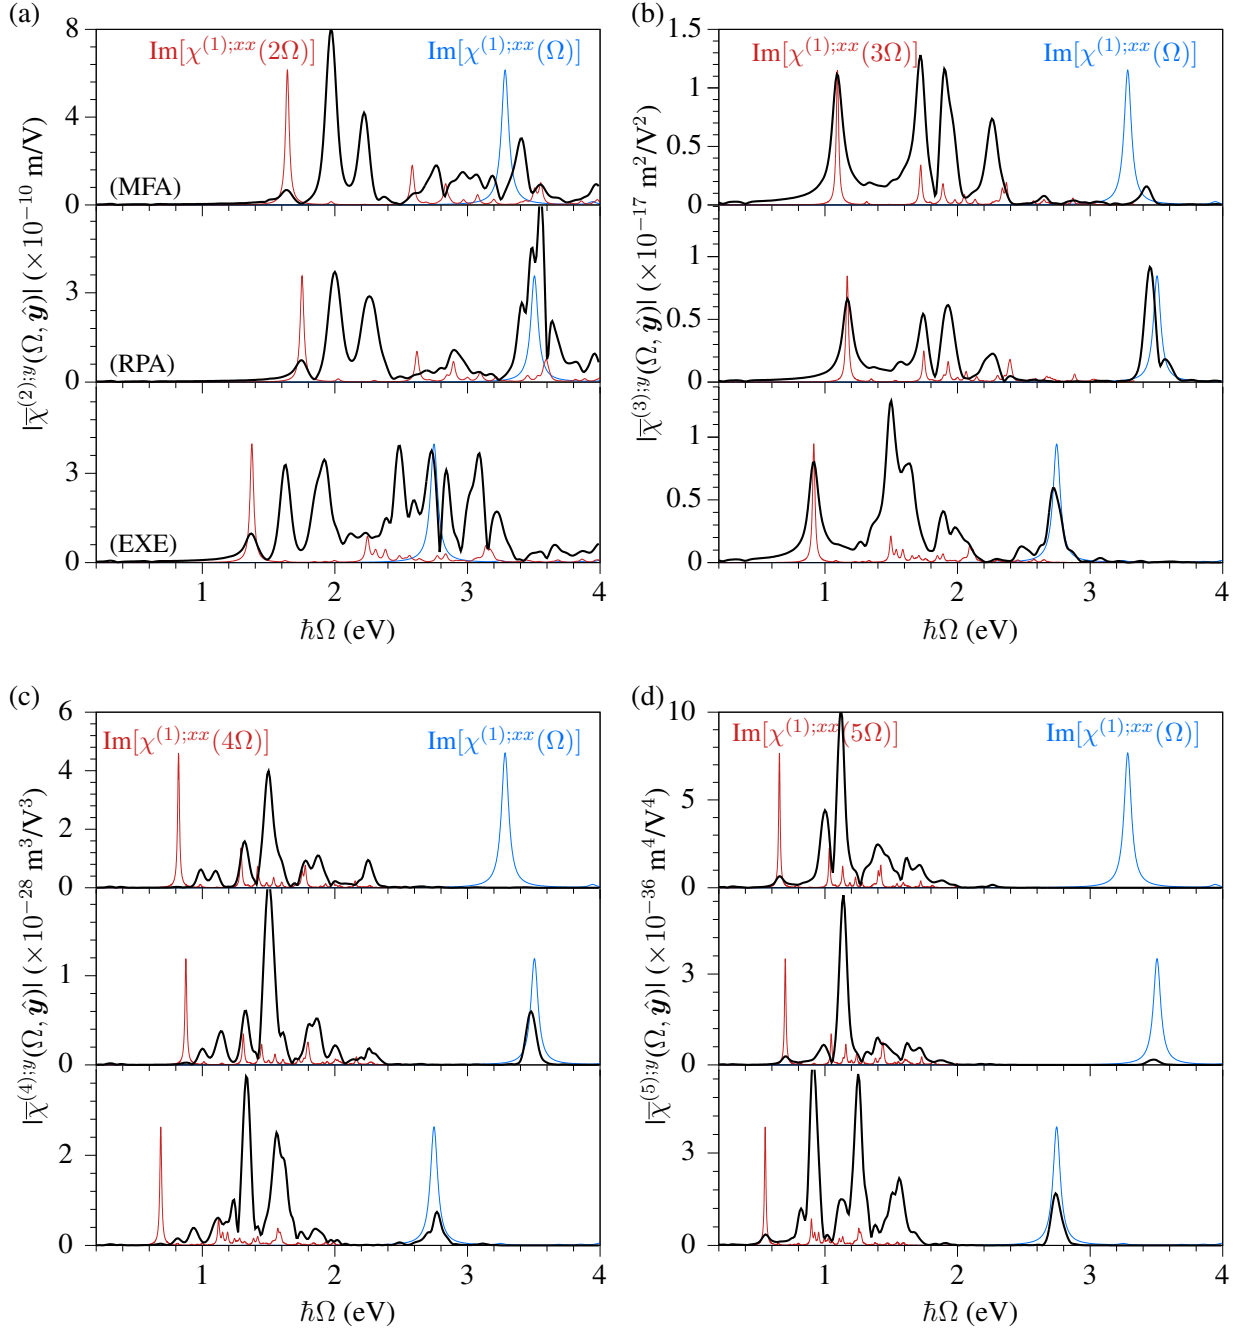 (a)
|χ̅^(2);y(Ω, ŷ)| (×10^−10 m/V)
Im[χ^(1);xx(2Ω)]
Im[χ^(1);xx(Ω)]
8
4
0
(MFA)
3
0
(RPA)
3
0
(EXE)
1 2 3 4
ħΩ (eV)
(b)
|χ̅^(3);y(Ω, ŷ)| (×10^−17 m^2/V^2)
Im[χ^(1);xx(3Ω)]
Im[χ^(1);xx(Ω)]
1.5
1
0.5
0
1
0.5
0
1
0.5
0
1 2 3 4
ħΩ (eV)
(c)
|χ̅^(4);y(Ω, ŷ)| (×10^−28 m^3/V^3)
Im[χ^(1);xx(4Ω)]
Im[χ^(1);xx(Ω)]
6
4
2
0
1
0
2
0
1 2 3 4
ħΩ (eV)
(d)
|χ̅^(5);y(Ω, ŷ)| (×10^−36 m^4/V^4)
Im[χ^(1);xx(5Ω)]
Im[χ^(1);xx(Ω)]
10
5
0
3
0
3
0
1 2 3 4
ħΩ (eV)